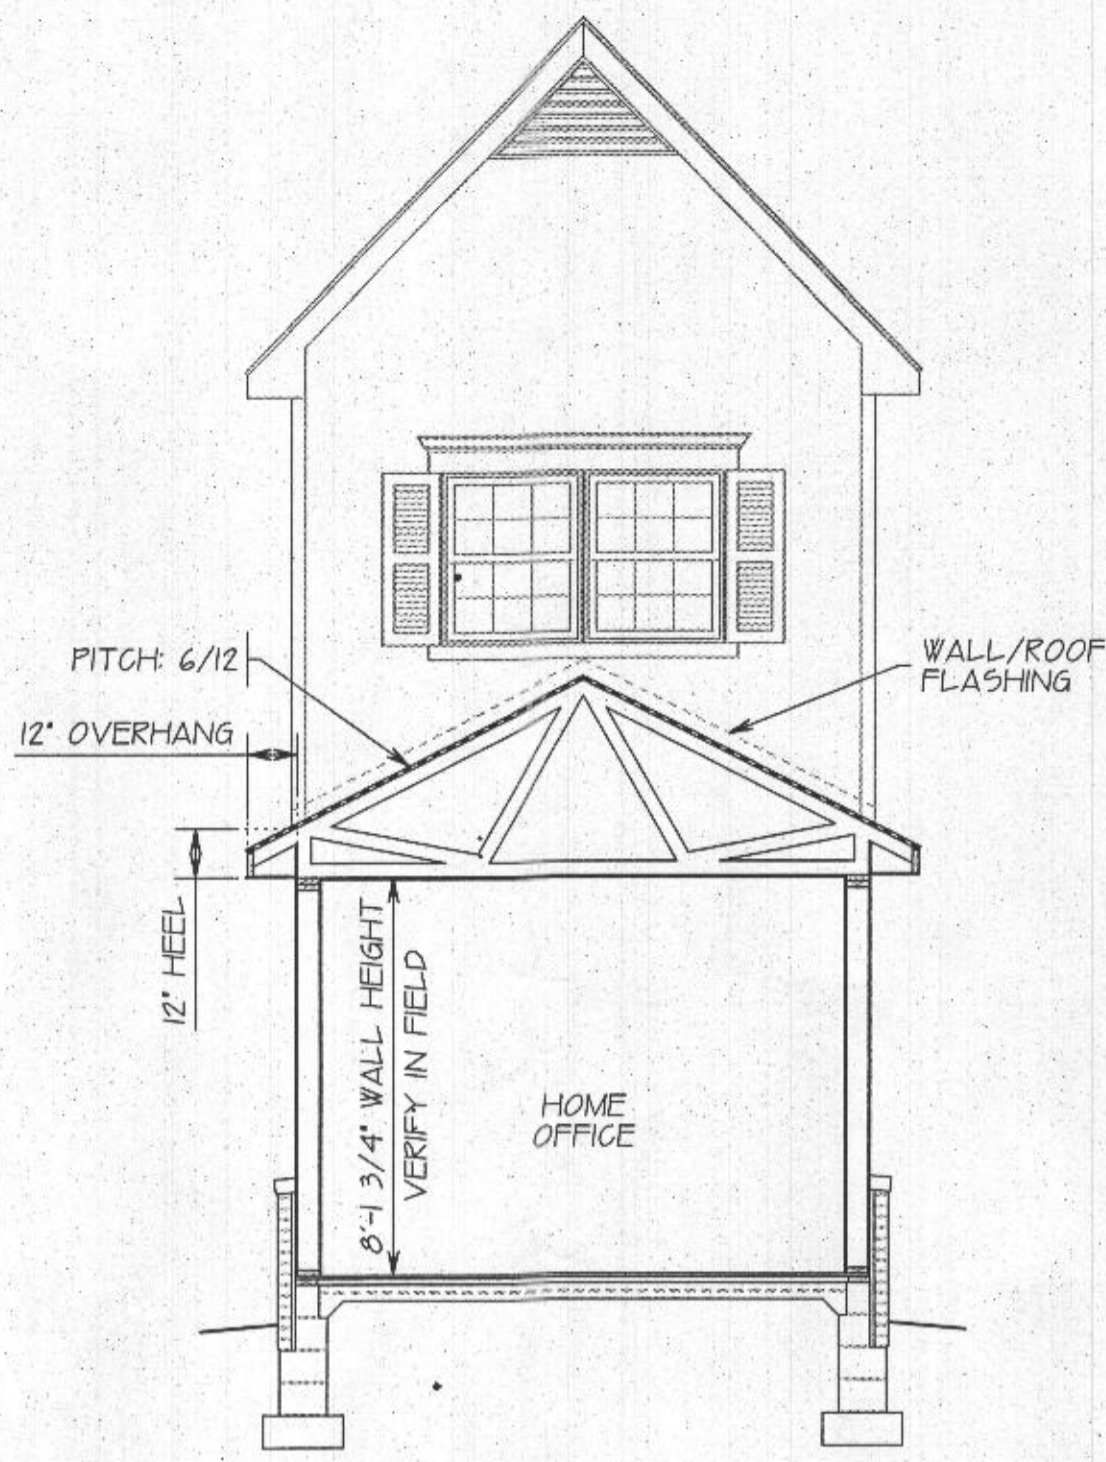 PITCH: 6/12
12" OVERHANG
WALL/ROOF
FLASHING
12" HEEL
8'-1 3/4" WALL HEIGHT
VERIFY IN FIELD
HOME
OFFICE